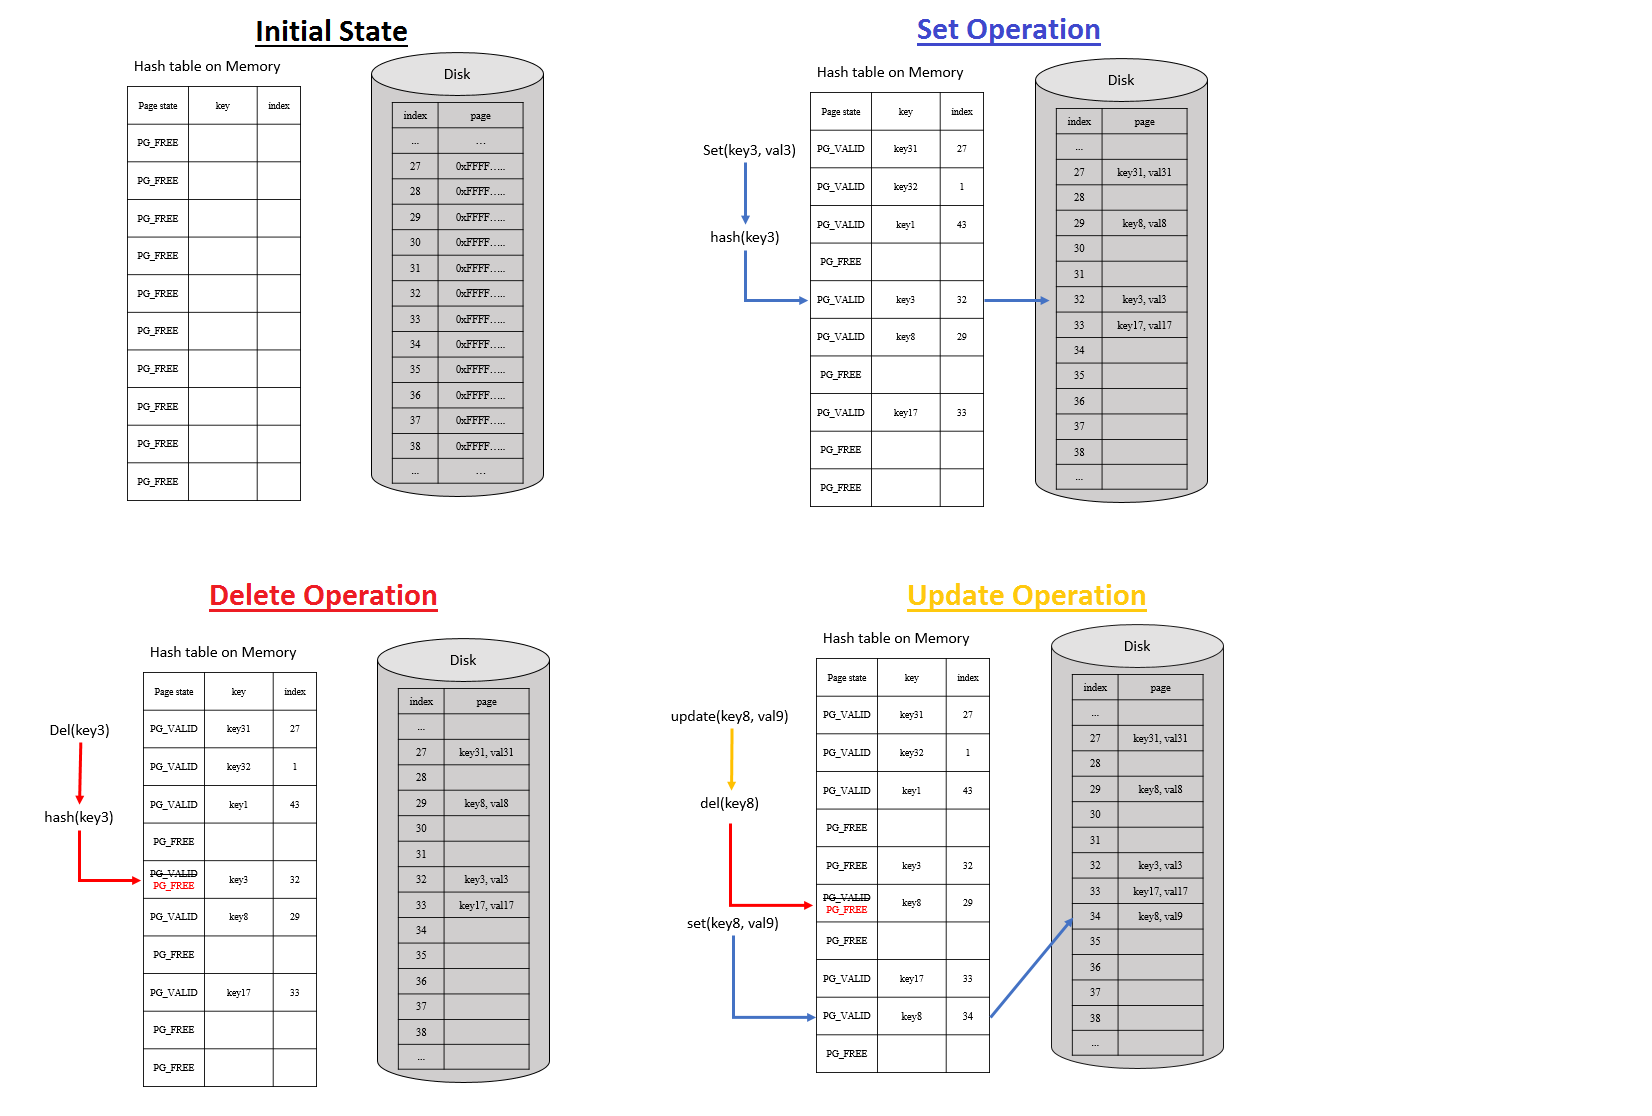 Initial State
Hash table on Memory
Page state key index
PG_FREE
PG_FREE
PG_FREE
PG_FREE
PG_FREE
PG_FREE
PG_FREE
PG_FREE
PG_FREE
PG_FREE
Disk
index page
... ...
27 0xFFFF…..
28 0xFFFF…..
29 0xFFFF…..
30 0xFFFF…..
31 0xFFFF…..
32 0xFFFF…..
33 0xFFFF…..
34 0xFFFF…..
35 0xFFFF…..
36 0xFFFF…..
37 0xFFFF…..
38 0xFFFF…..
... ...
Set Operation
Set(key3, val3)
hash(key3)
Hash table on Memory
Page state key index
PG_VALID key31 27
PG_VALID key32 1
PG_VALID key1 43
PG_FREE
PG_VALID key3 32
PG_VALID key8 29
PG_FREE
PG_VALID key17 33
PG_FREE
PG_FREE
Disk
index page
...
27 key31, val31
28
29 key8, val8
30
31
32 key3, val3
33 key17, val17
34
35
36
37
38
...
Delete Operation
Del(key3)
hash(key3)
Hash table on Memory
Page state key index
PG_VALID key31 27
PG_VALID key32 1
PG_VALID key1 43
PG_FREE
PG_VALID
PG_FREE key3 32
PG_VALID key8 29
PG_FREE
PG_VALID key17 33
PG_FREE
PG_FREE
Disk
index page
...
27 key31, val31
28
29 key8, val8
30
31
32 key3, val3
33 key17, val17
34
35
36
37
38
...
Update Operation
update(key8, val9)
del(key8)
set(key8, val9)
Hash table on Memory
Page state key index
PG_VALID key31 27
PG_VALID key32 1
PG_VALID key1 43
PG_FREE
PG_FREE key3 32
PG_VALID
PG_FREE key8 29
PG_FREE
PG_VALID key17 33
PG_VALID key8 34
PG_FREE
Disk
index page
...
27 key31, val31
28
29 key8, val8
30
31
32 key3, val3
33 key17, val17
34 key8, val9
35
36
37
38
...